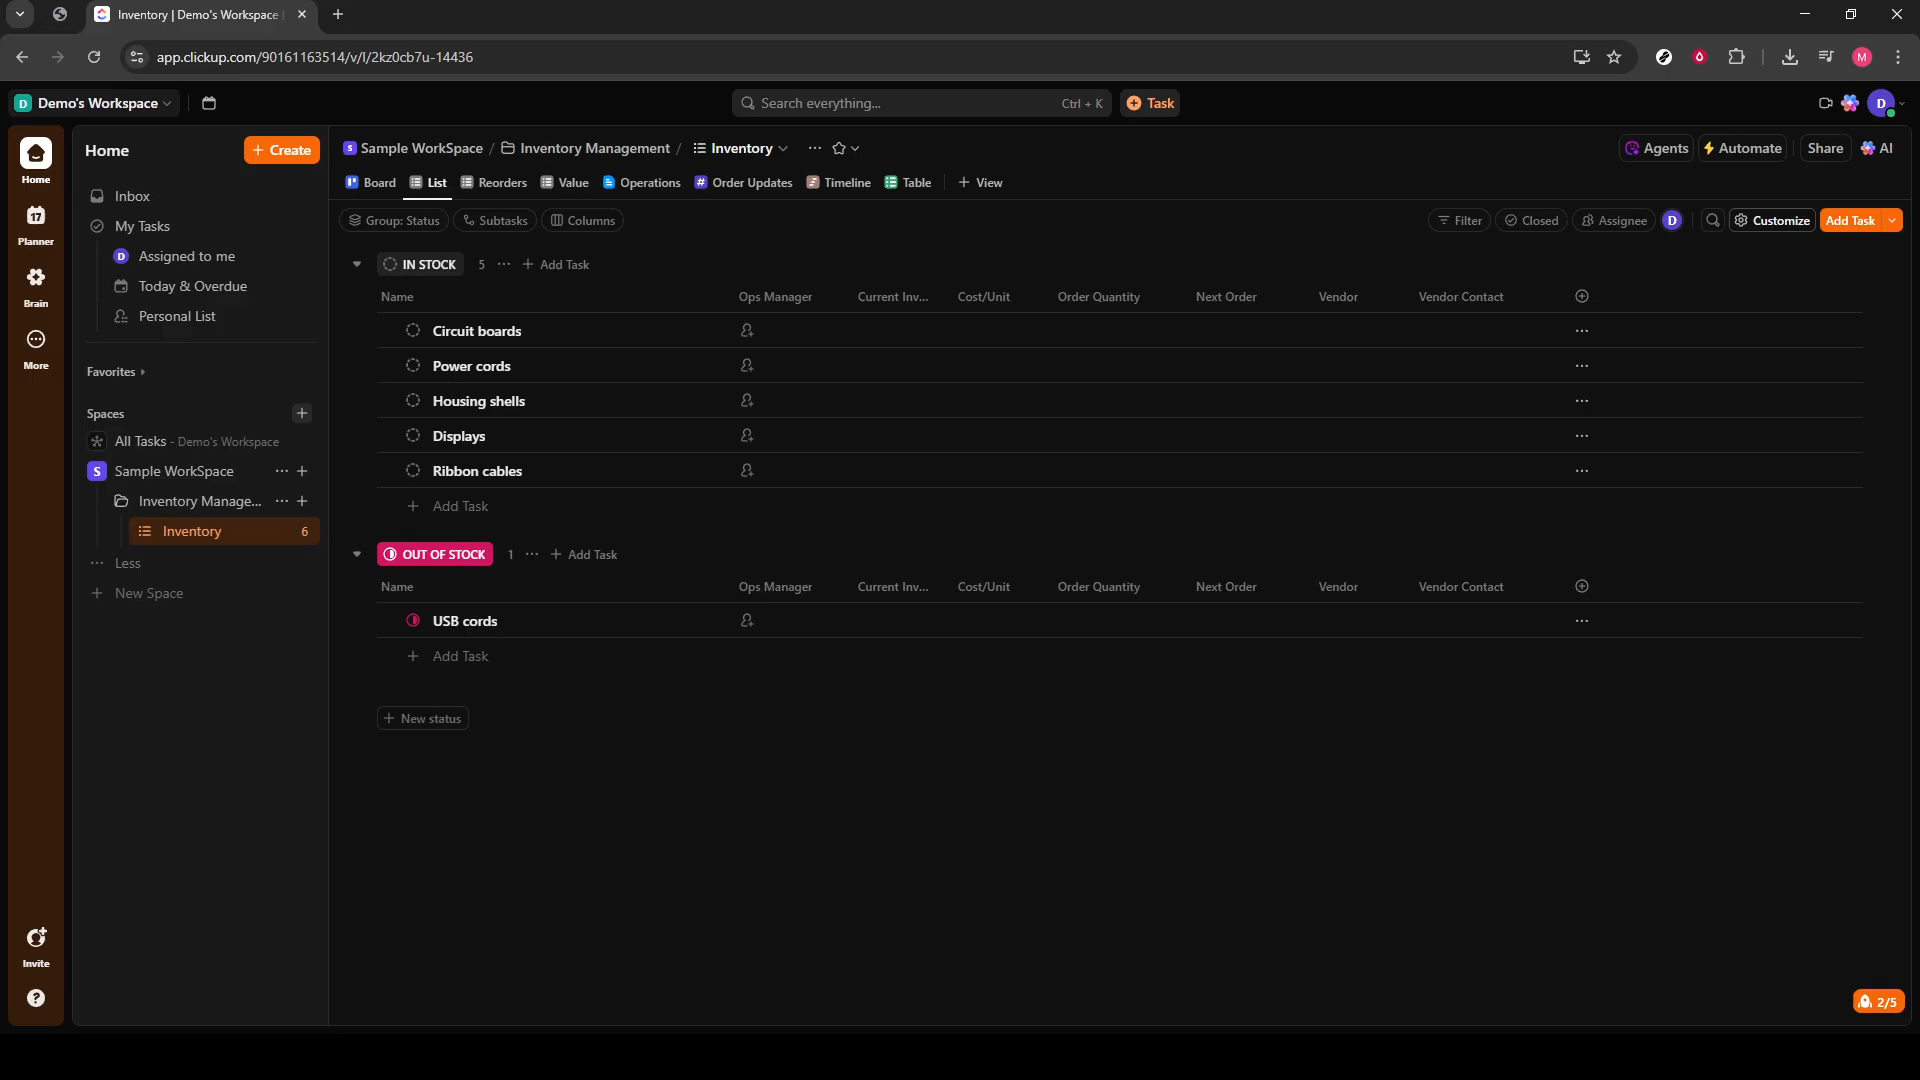 Inventory | Demo's Workspace
app.clickup.com/90161163514/v/l/2kz0cb7u-14436
M
D Demo's Workspace
Search everything... Ctrl + K
Task
D
Home
17
Planner
Brain
More
Invite
?
Home
Create
Inbox
My Tasks
D Assigned to me
Today & Overdue
Personal List
Favorites
Spaces
All Tasks - Demo's Workspace
S Sample WorkSpace
Inventory Manage...
Inventory 6
Less
New Space
S Sample WorkSpace / Inventory Management / Inventory
Agents Automate Share AI
Board List Reorders Value Operations # Order Updates Timeline Table View
Group: Status Subtasks Columns
Filter Closed Assignee D Customize Add Task
IN STOCK 5 Add Task
Name Ops Manager Current Inv... Cost/Unit Order Quantity Next Order Vendor Vendor Contact
Circuit boards
Power cords
Housing shells
Displays
Ribbon cables
Add Task
OUT OF STOCK 1 Add Task
Name Ops Manager Current Inv... Cost/Unit Order Quantity Next Order Vendor Vendor Contact
USB cords
Add Task
New status
2/5